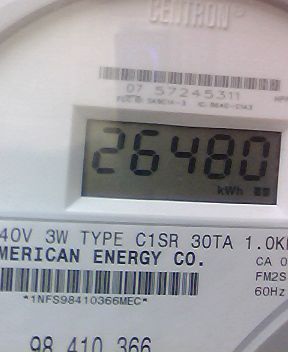 CENTRON®
07 57245311
26480
kWh
40V 3W TYPE C1SR 30TA 1.0K
MERICAN ENERGY CO.
CA 0
FM2S
60Hz
*1NFS98410366MEC*
98 410 366